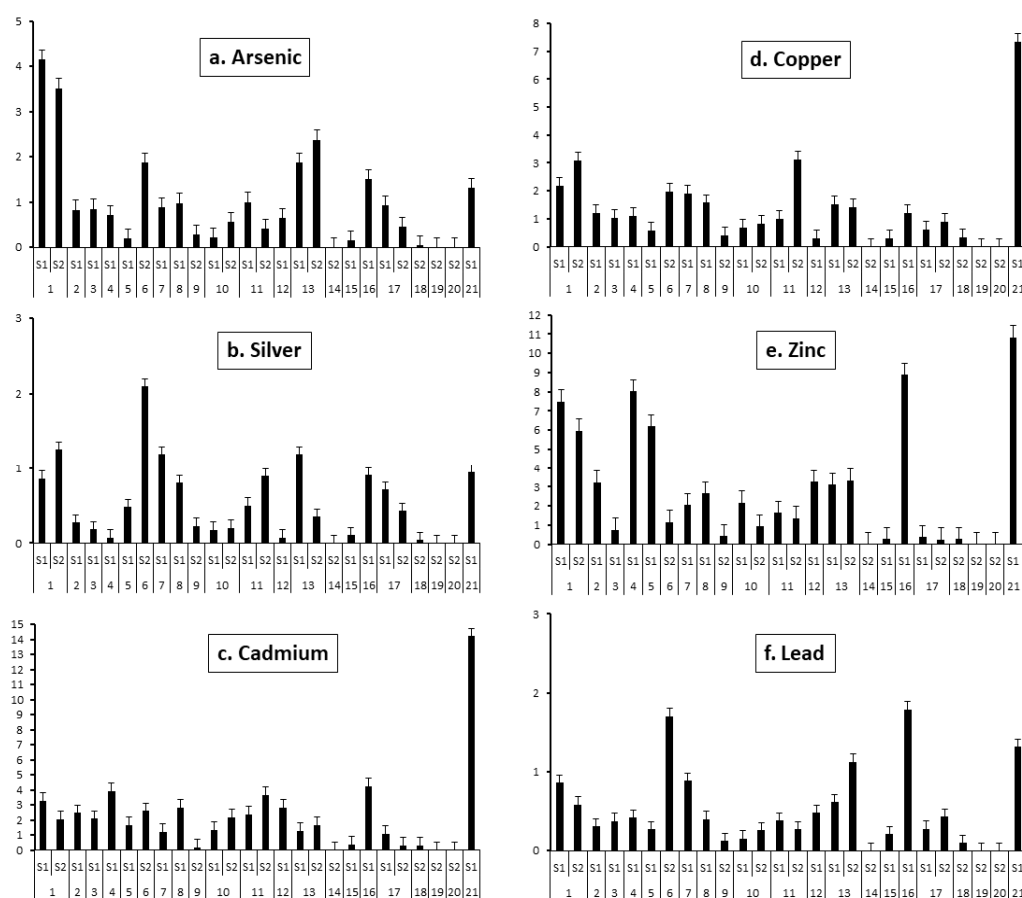 a. Arsenic
5
4
3
2
1
0
S1 S2 S1 S1 S1 S1 S2 S1 S1 S2 S1 S2 S1 S2 S1 S1 S2 S2 S1 S1 S1 S2 S2 S2 S2 S1
1 2 3 4 5 6 7 8 9 10 11 12 13 14 15 16 17 18 19 20 21
d. Copper
8
7
6
5
4
3
2
1
0
S1 S2 S1 S1 S1 S1 S2 S1 S1 S2 S1 S2 S1 S2 S1 S1 S2 S2 S1 S1 S1 S2 S2 S2 S2 S1
1 2 3 4 5 6 7 8 9 10 11 12 13 14 15 16 17 18 19 20 21
b. Silver
3
2
1
0
S1 S2 S1 S1 S1 S1 S2 S1 S1 S2 S1 S2 S1 S2 S1 S1 S2 S2 S1 S1 S1 S2 S2 S2 S2 S1
1 2 3 4 5 6 7 8 9 10 11 12 13 14 15 16 17 18 19 20 21
e. Zinc
12
11
10
9
8
7
6
5
4
3
2
1
0
S1 S2 S1 S1 S1 S1 S2 S1 S1 S2 S1 S2 S1 S2 S1 S1 S2 S2 S1 S1 S1 S2 S2 S2 S2 S1
1 2 3 4 5 6 7 8 9 10 11 12 13 14 15 16 17 18 19 20 21
c. Cadmium
15
14
13
12
11
10
9
8
7
6
5
4
3
2
1
0
S1 S2 S1 S1 S1 S1 S2 S1 S1 S2 S1 S2 S1 S2 S1 S1 S2 S2 S1 S1 S1 S2 S2 S2 S2 S1
1 2 3 4 5 6 7 8 9 10 11 12 13 14 15 16 17 18 19 20 21
f. Lead
3
2
1
0
S1 S2 S1 S1 S1 S1 S2 S1 S1 S2 S1 S2 S1 S2 S1 S1 S2 S2 S1 S1 S1 S2 S2 S2 S2 S1
1 2 3 4 5 6 7 8 9 10 11 12 13 14 15 16 17 18 19 20 21